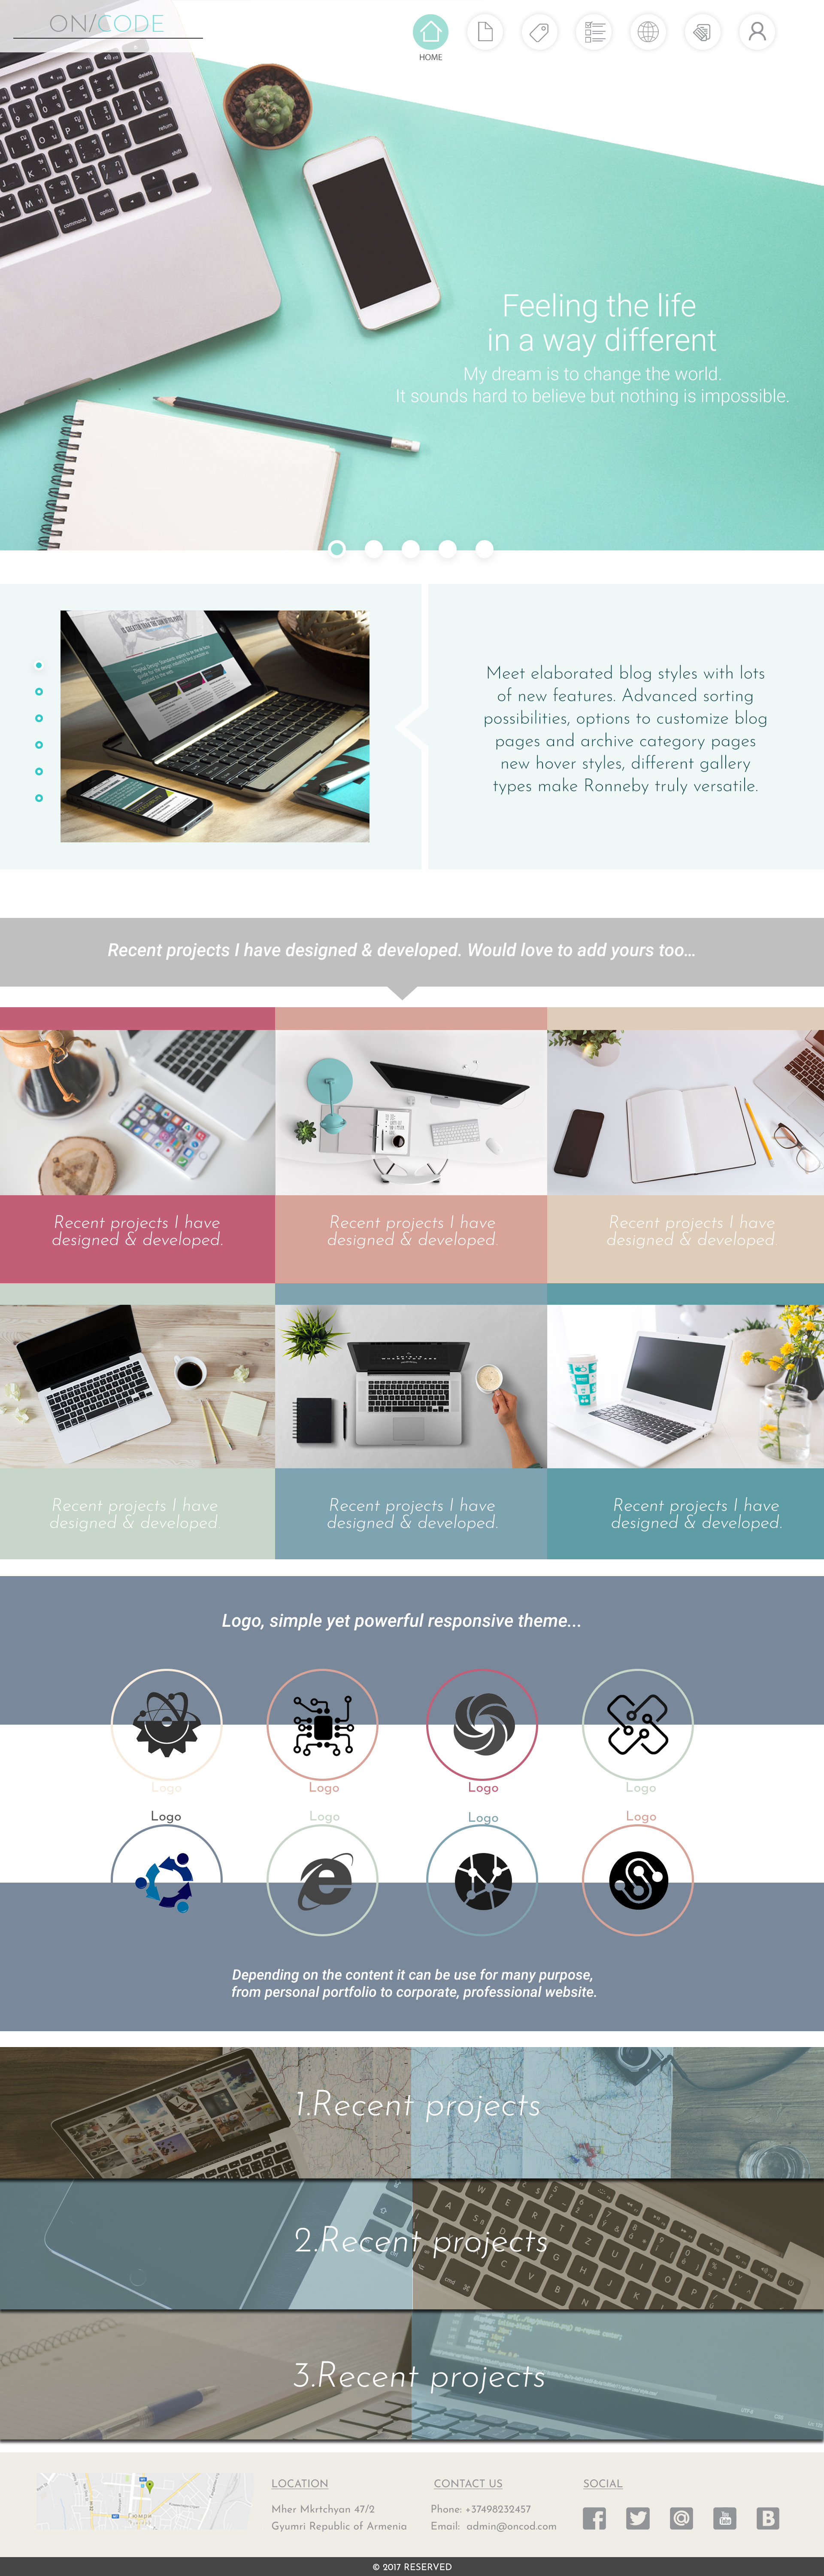 ON/CODE
HOME
Feeling the life
in a way different
My dream is to change the world.
It sounds hard to believe but nothing is impossible.
Meet elaborated blog styles with lots
of new features. Advanced sorting
possibilities, options to customize blog
pages and archive category pages
new hover styles, different gallery
types make Ronneby truly versatile.
Recent projects I have designed & developed. Would love to add yours too...
Recent projects I have
designed & developed.
Recent projects I have
designed & developed.
Recent projects I have
designed & developed.
Recent projects I have
designed & developed.
Recent projects I have
designed & developed.
Recent projects I have
designed & developed.
Logo, simple yet powerful responsive theme...
Logo
Logo
Logo
Logo
Logo
Logo
Logo
Logo
Depending on the content it can be use for many purpose,
from personal portfolio to corporate, professional website.
1.Recent projects
2.Recent projects
3.Recent projects
LOCATION
Mher Mkrtchyan 47/2
Gyumri Republic of Armenia
CONTACT US
Phone: +37498232457
Email: admin@oncod.com
SOCIAL
© 2017 RESERVED